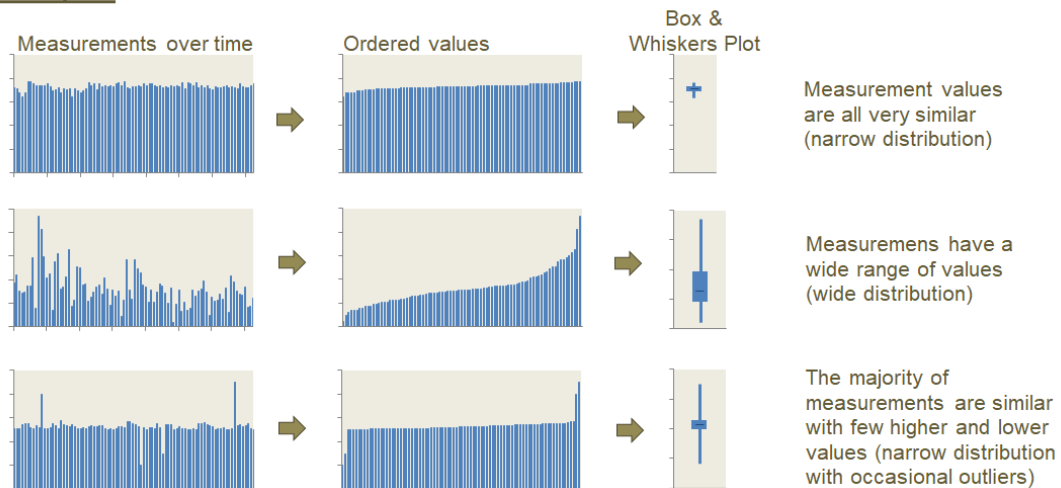 Measurements over time
Ordered values
Box &
Whiskers Plot
Measurement values
are all very similar
(narrow distribution)
Measuremens have a
wide range of values
(wide distribution)
The majority of
measurements are similar
with few higher and lower
values (narrow distribution
with occasional outliers)